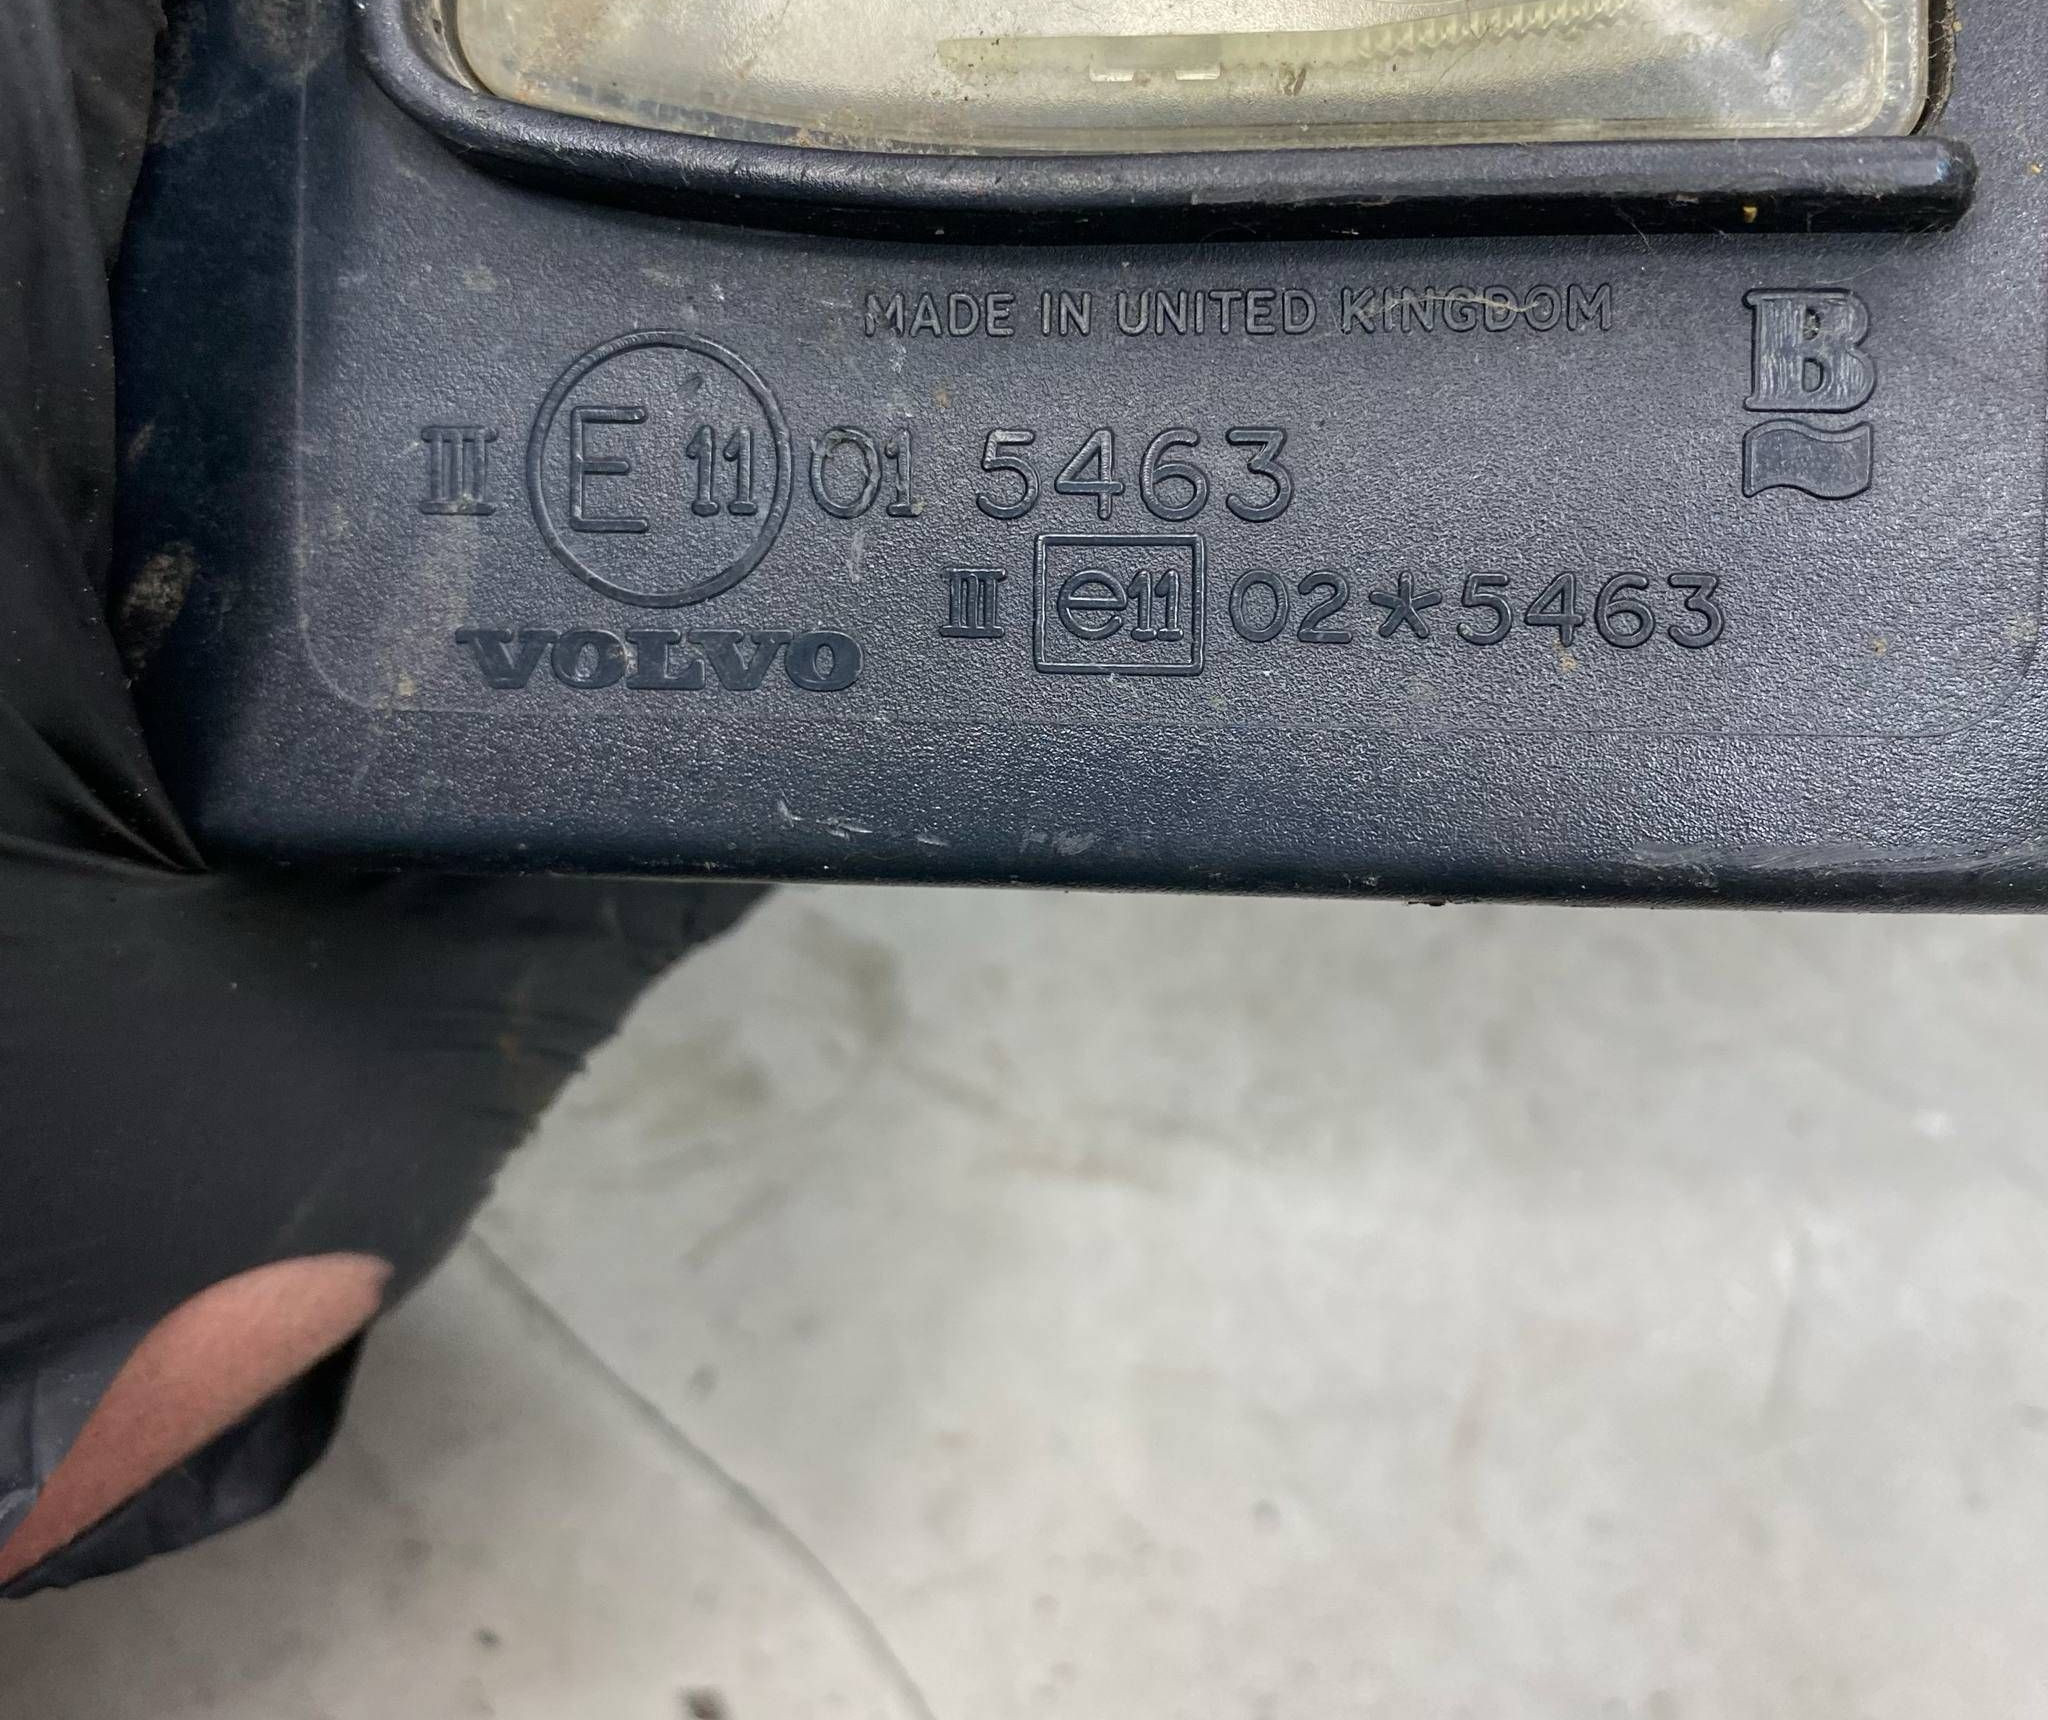 MADE IN UNITED KINGDOM
B
III E 11 01 5463
III e11 02*5463
VOLVO